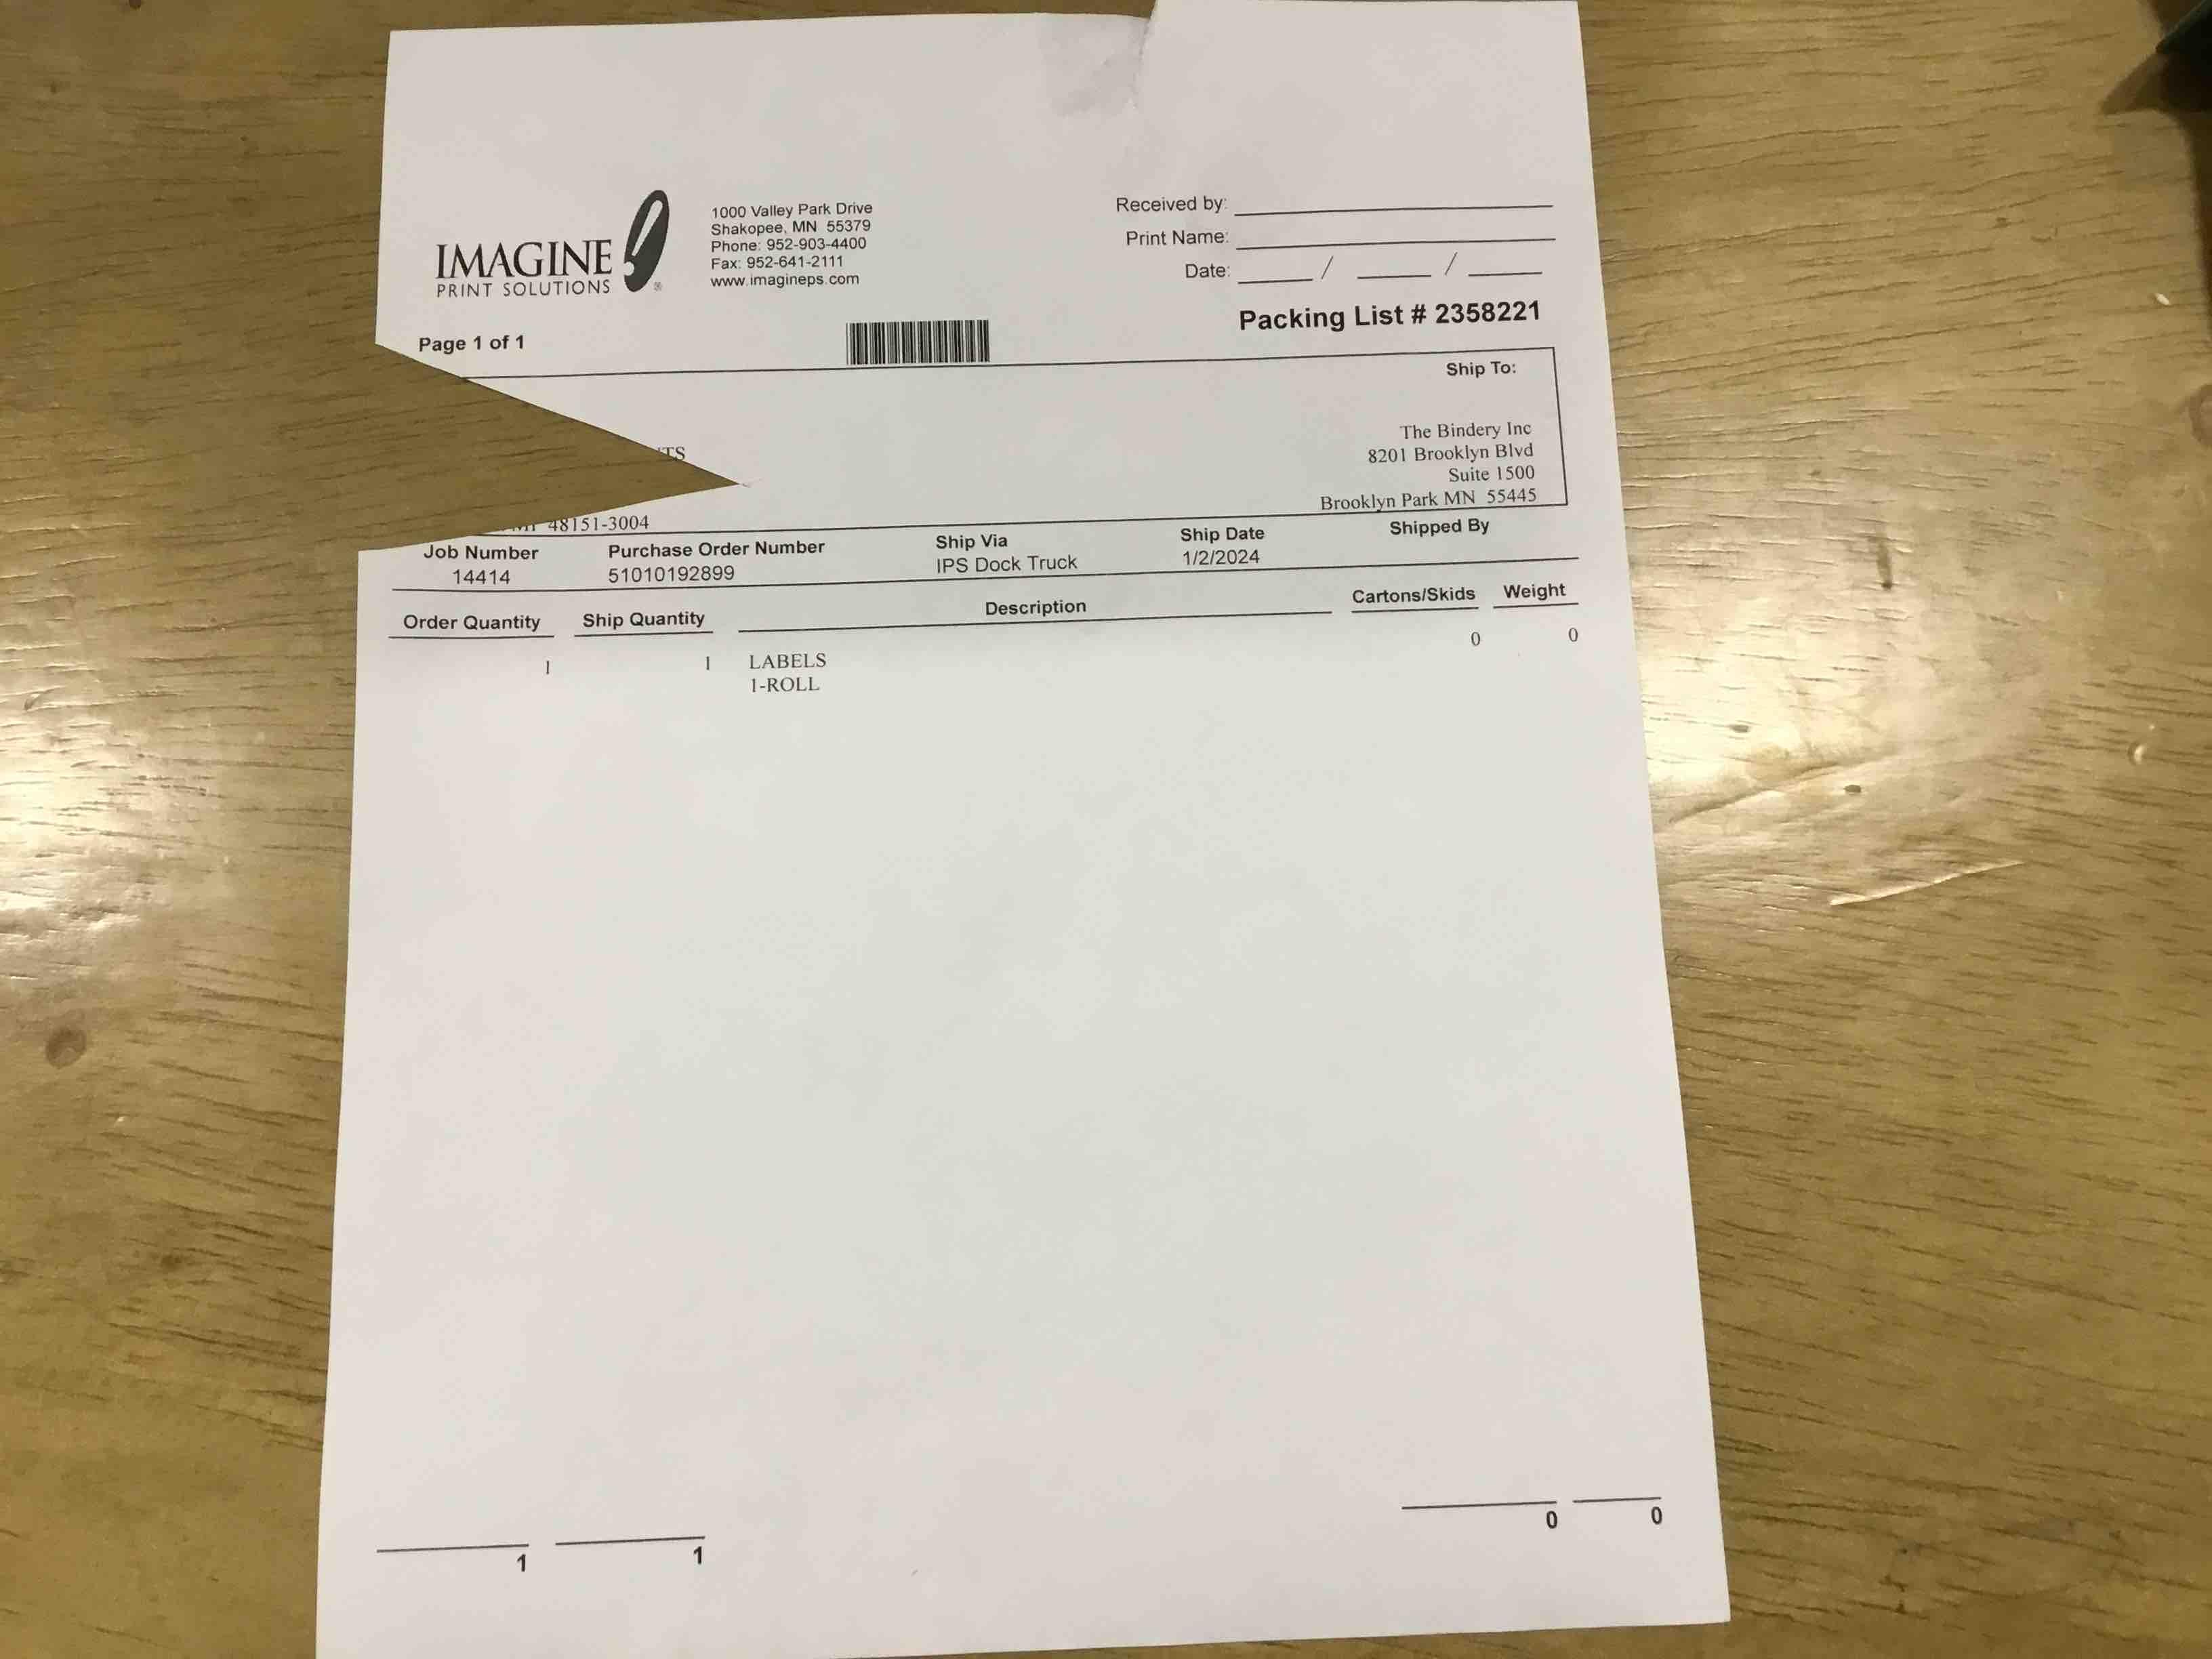 IMAGINE
PRINT SOLUTIONS
®
1000 Valley Park Drive
Shakopee, MN 55379
Phone: 952-903-4400
Fax: 952-641-2111
www.imagineps.com
Received by:
Print Name:
Date: / /
Packing List # 2358221
Page 1 of 1
Ship To:
The Bindery Inc
8201 Brooklyn Blvd
Suite 1500
Brooklyn Park MN 55445
48151-3004
Job Number Purchase Order Number Ship Via Ship Date Shipped By
14414 51010192899 IPS Dock Truck 1/2/2024
Order Quantity Ship Quantity Description Cartons/Skids Weight
1 1 LABELS 0 0
1-ROLL
1 1 0 0